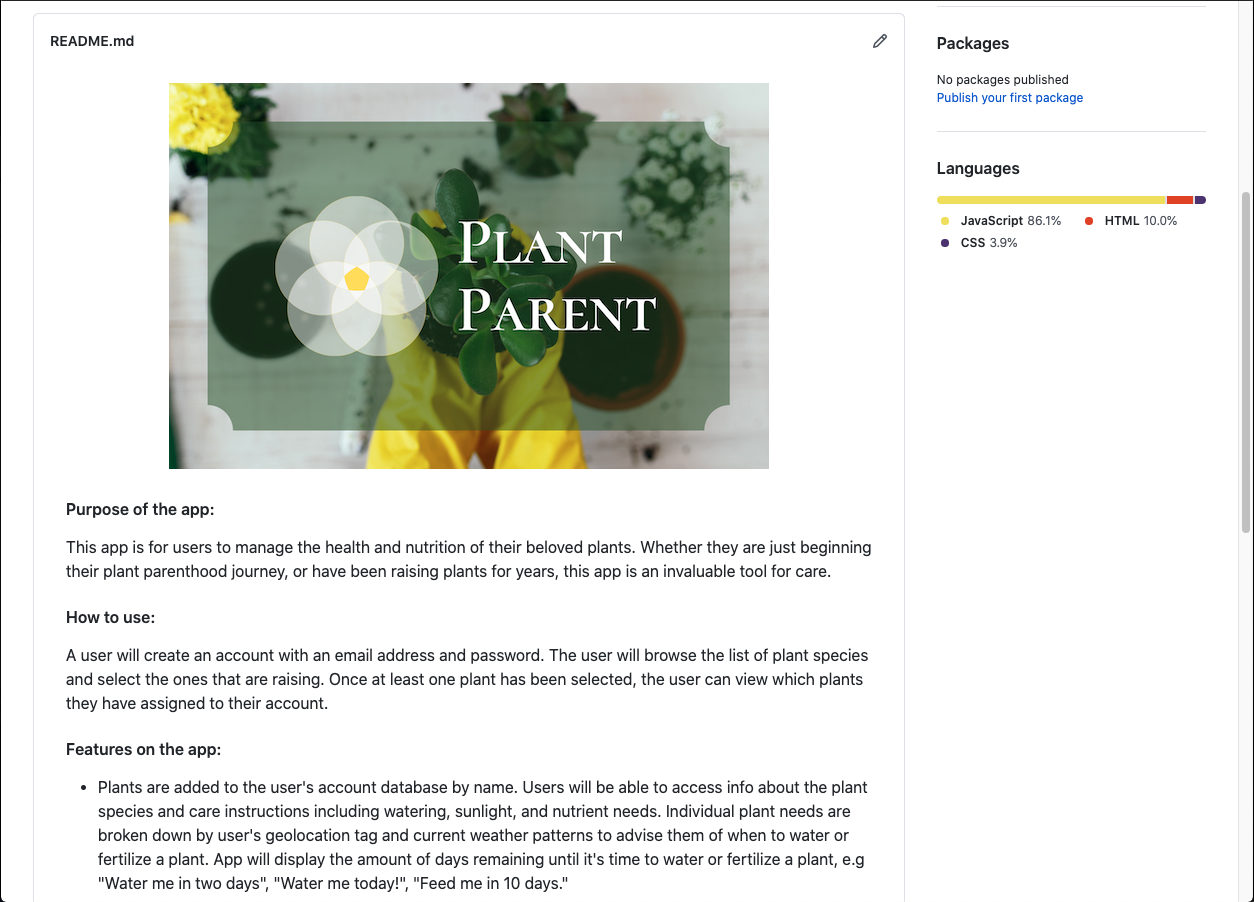 README.md
PLANT
PARENT
Purpose of the app:
This app is for users to manage the health and nutrition of their beloved plants. Whether they are just beginning
their plant parenthood journey, or have been raising plants for years, this app is an invaluable tool for care.
How to use:
A user will create an account with an email address and password. The user will browse the list of plant species
and select the ones that are raising. Once at least one plant has been selected, the user can view which plants
they have assigned to their account.
Features on the app:
• Plants are added to the user's account database by name. Users will be able to access info about the plant
species and care instructions including watering, sunlight, and nutrient needs. Individual plant needs are
broken down by user's geolocation tag and current weather patterns to advise them of when to water or
fertilize a plant. App will display the amount of days remaining until it's time to water or fertilize a plant, e.g
"Water me in two days", "Water me today!", "Feed me in 10 days."
Packages
No packages published
Publish your first package
Languages
JavaScript 86.1% HTML 10.0%
CSS 3.9%